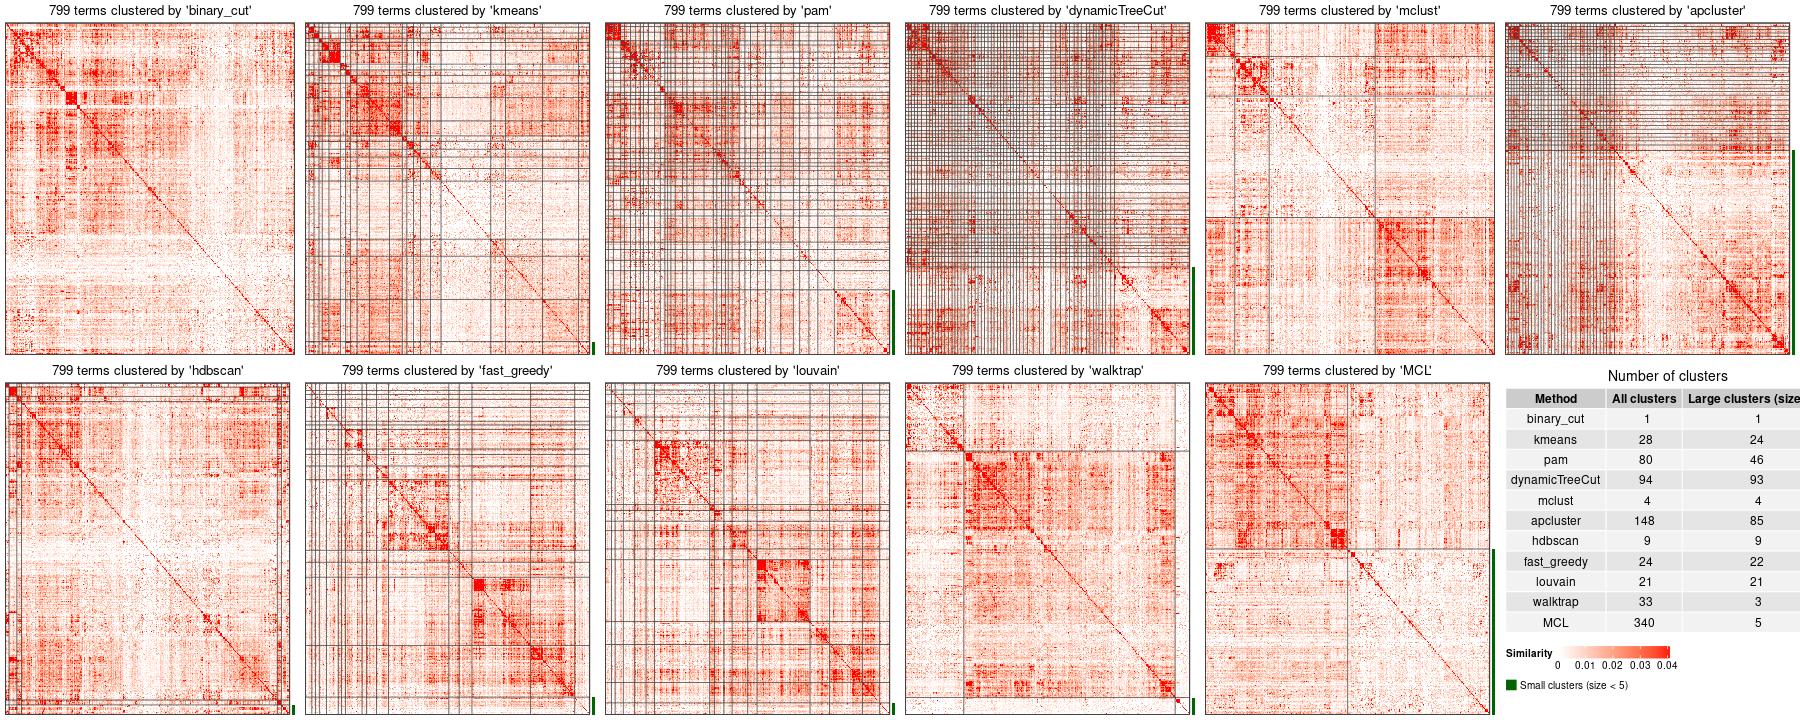 799 terms clustered by 'binary_cut'
799 terms clustered by 'kmeans'
799 terms clustered by 'pam'
799 terms clustered by 'dynamicTreeCut'
799 terms clustered by 'mclust'
799 terms clustered by 'apcluster'
799 terms clustered by 'hdbscan'
799 terms clustered by 'fast_greedy'
799 terms clustered by 'louvain'
799 terms clustered by 'walktrap'
799 terms clustered by 'MCL'
Number of clusters
Method All clusters Large clusters (size
binary_cut 1 1
kmeans 28 24
pam 80 46
dynamicTreeCut 94 93
mclust 4 4
apcluster 148 85
hdbscan 9 9
fast_greedy 24 22
louvain 21 21
walktrap 33 3
MCL 340 5
Similarity
0 0.01 0.02 0.03 0.04
Small clusters (size < 5)